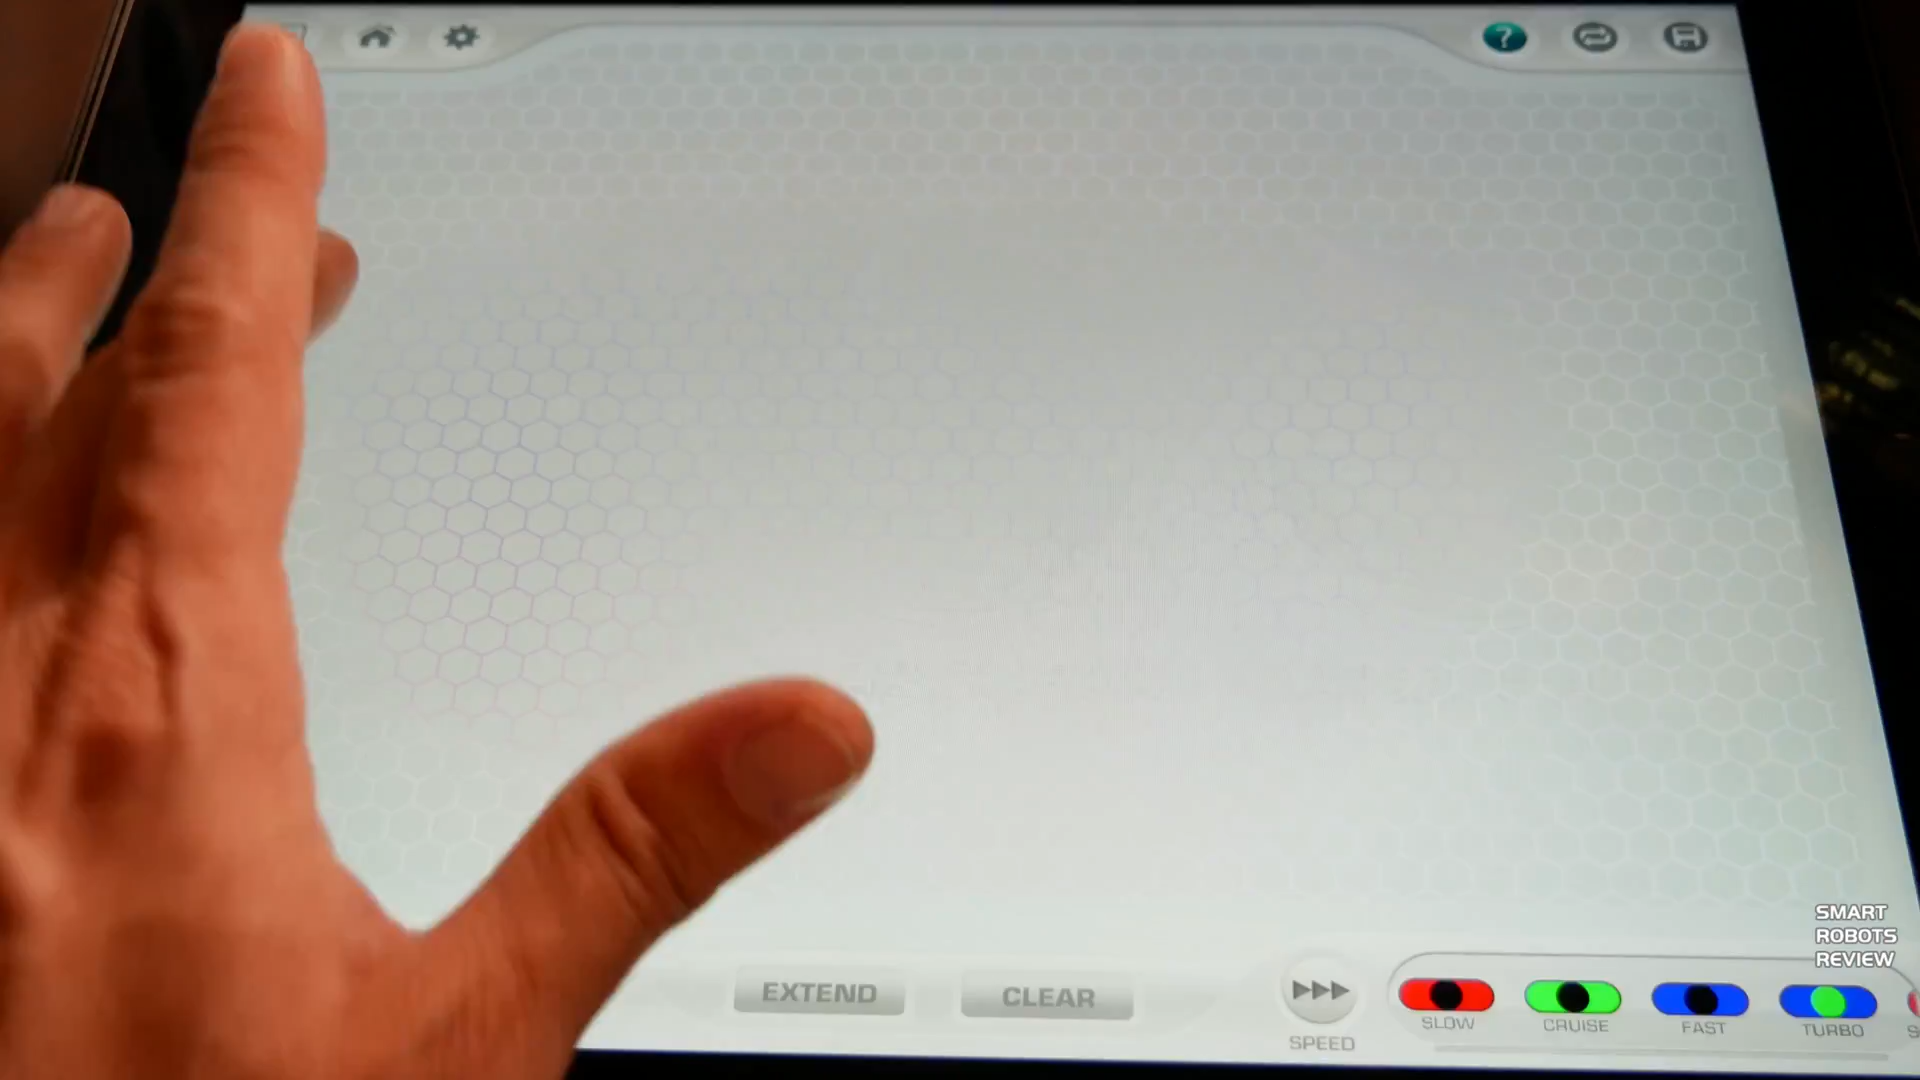 ?
EXTEND
CLEAR
SPEED
SLOW
CRUISE
FAST
TURBO
SMART
ROBOTS
REVIEW